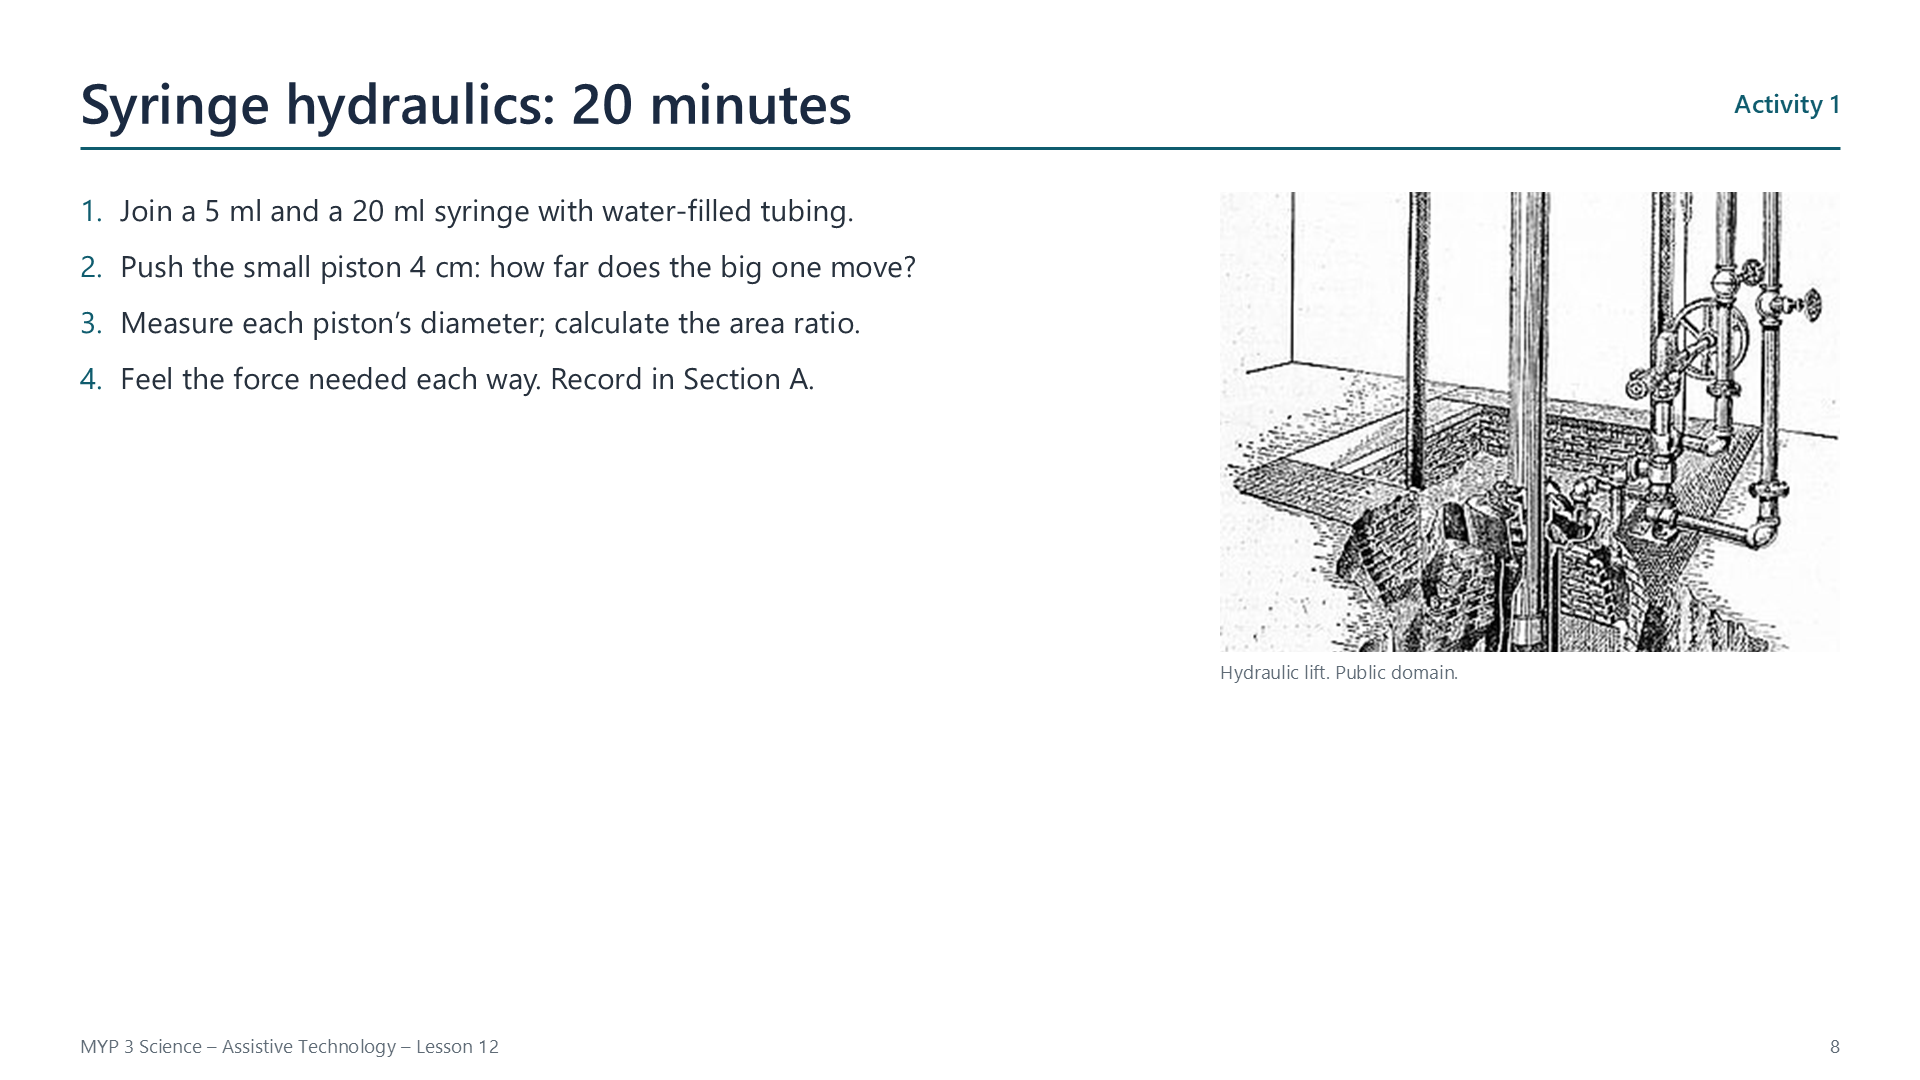 Syringe hydraulics: 20 minutes
Activity 1
1. Join a 5 ml and a 20 ml syringe with water-filled tubing.
2. Push the small piston 4 cm: how far does the big one move?
3. Measure each piston’s diameter; calculate the area ratio.
4. Feel the force needed each way. Record in Section A.
Hydraulic lift. Public domain.
MYP 3 Science – Assistive Technology – Lesson 12
8